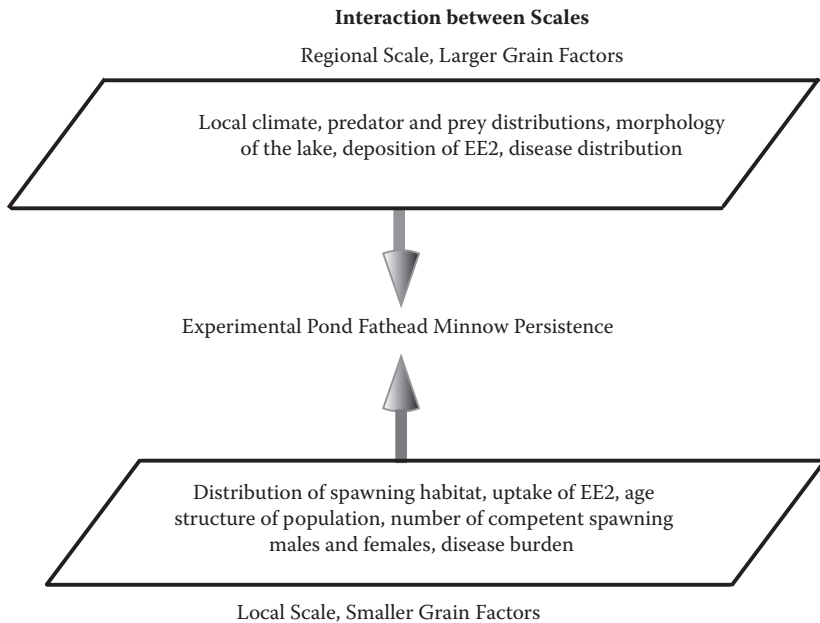 Interaction between Scales
Regional Scale, Larger Grain Factors
Local climate, predator and prey distributions, morphology
of the lake, deposition of EE2, disease distribution
Experimental Pond Fathead Minnow Persistence
Distribution of spawning habitat, uptake of EE2, age
structure of population, number of competent spawning
males and females, disease burden
Local Scale, Smaller Grain Factors